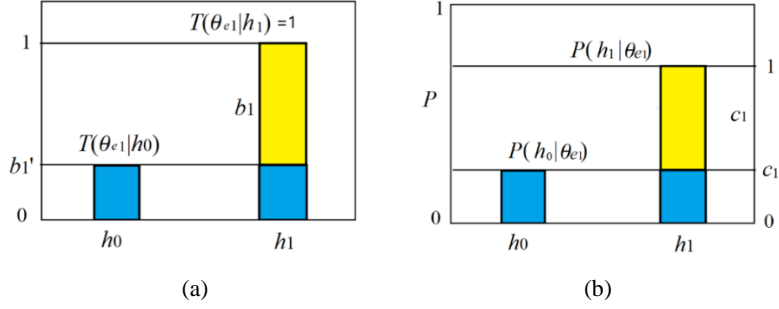 T(θe1|h1) =1
1
b1
T(θe1|h0)
b1'
0
h0
h1
(a)
1
P(h1|θe1)
1
P
c1
P(h0|θe1)
c1
0
0
h0
h1
(b)